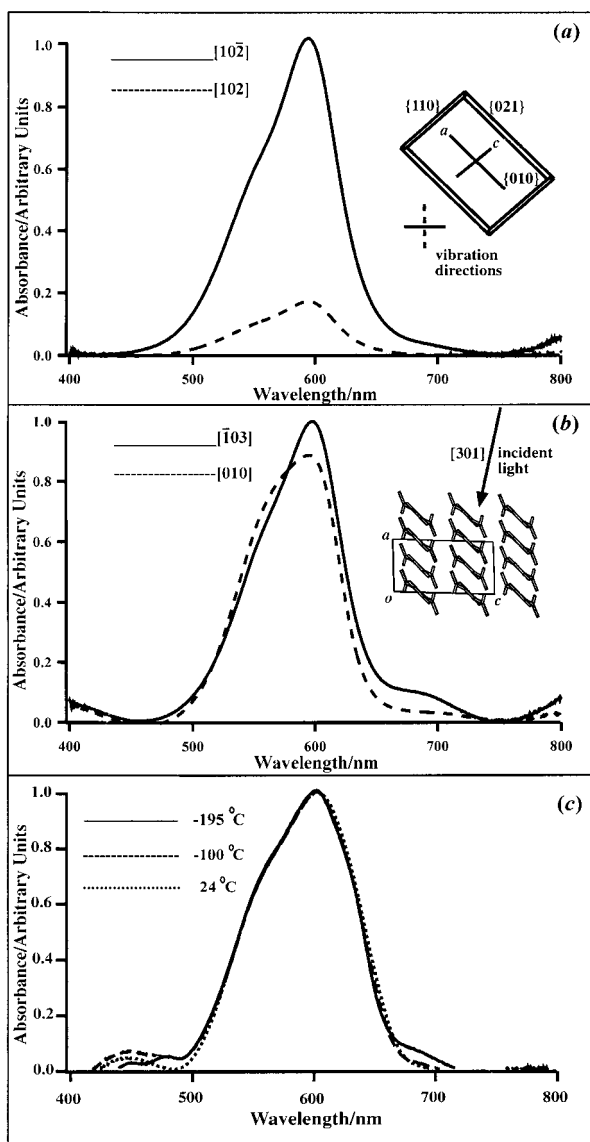 (a)
[102̄]
[102]
Absorbance/Arbitrary Units
1.0
0.8
0.6
0.4
0.2
0.0
{110}
{021}
a
c
{010}
vibration
directions
400
500
600
700
800
Wavelength/nm
(b)
[1̄03]
[010]
Absorbance/Arbitrary Units
1.0
0.8
0.6
0.4
0.2
0.0
[301] incident
light
a
o
c
400
500
600
700
800
Wavelength/nm
(c)
-195 °C
-100 °C
24 °C
Absorbance/Arbitrary Units
1.0
0.8
0.6
0.4
0.2
0.0
400
500
600
700
800
Wavelength/nm